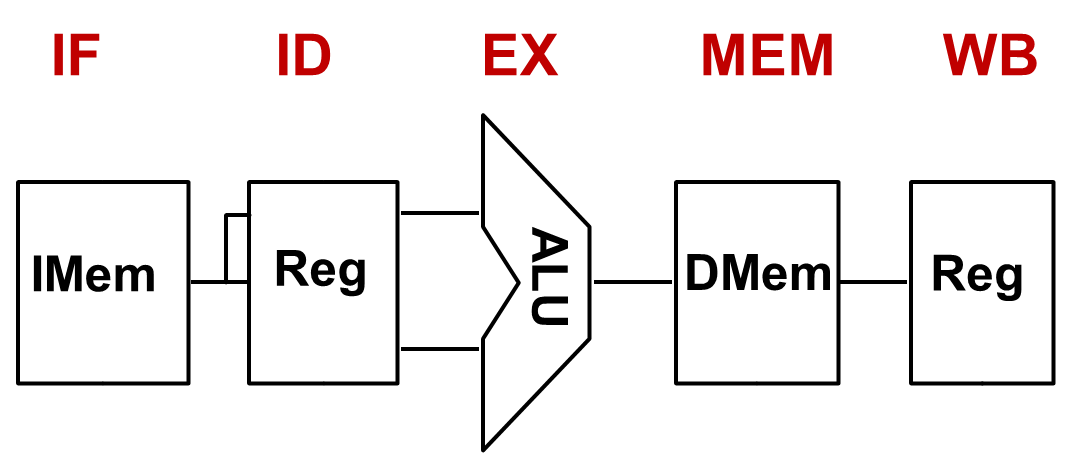 IF ID EX MEM WB
IMem Reg ALU DMem Reg